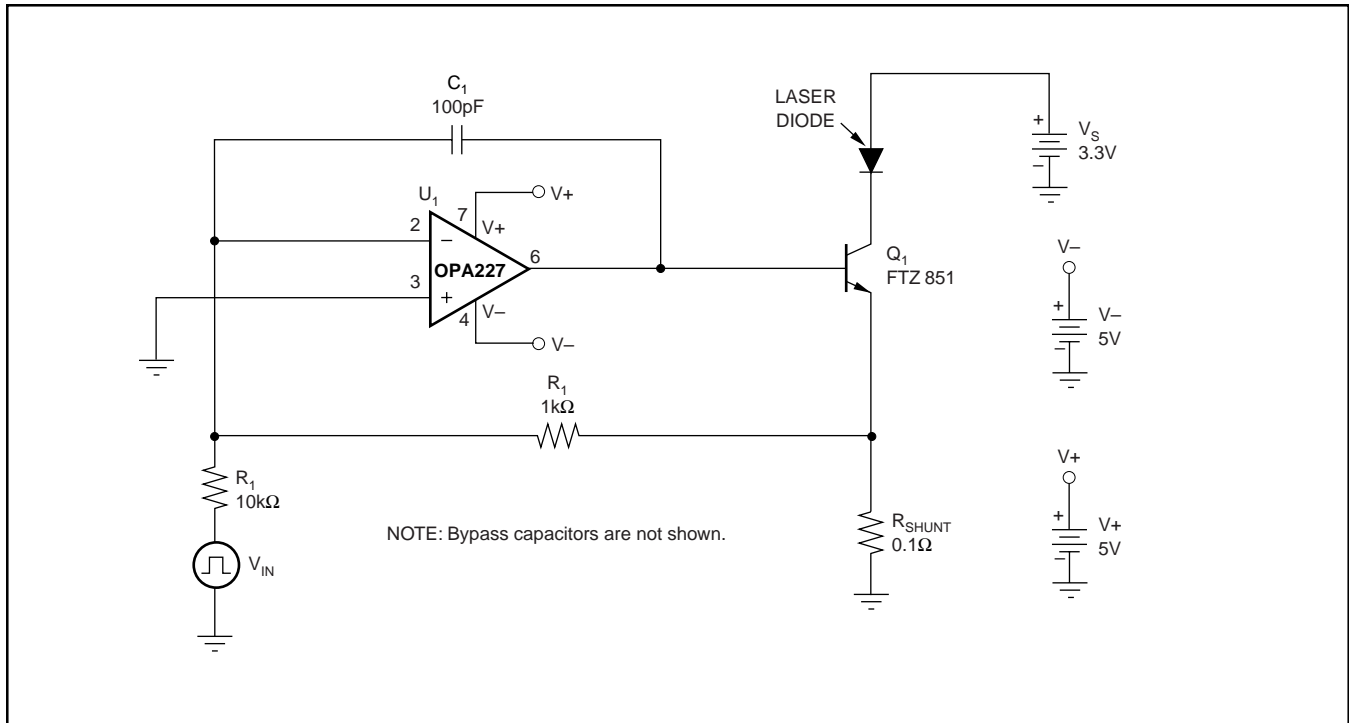 C1
100pF
LASER
DIODE
+
VS
3.3V
–
U1
7
V+
V+
2
–
OPA227
6
3
+
4
V–
V–
Q1
FTZ 851
V–
+
V–
5V
–
R1
1kΩ
R1
10kΩ
NOTE: Bypass capacitors are not shown.
RSHUNT
0.1Ω
V+
+
V+
5V
–
VIN